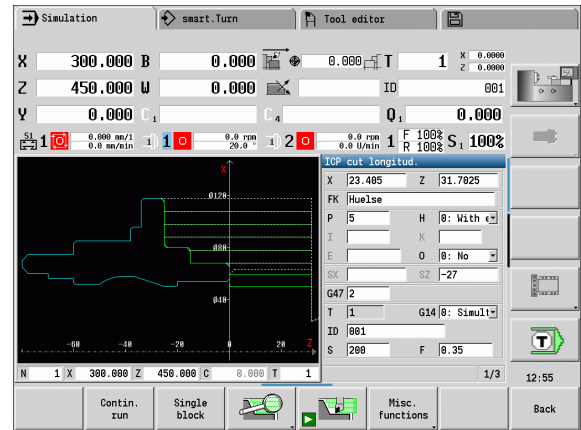 Simulation smart.Turn Tool editor
X 300.000 B 0.000 0.000 T 1 X 0.0000 Z 0.0000
Z 450.000 W 0.000 ID 001
Y 0.000 C 1 C 4 Q 1 0.000
S1 1 0.000 mm/1 0.0 mm/min 1 0.0 rpm 20.0 ° 2 0.0 rpm 0.0 U/min 1 F 100% R 100% S 1 100%
ICP cut longitud.
X 23.405 Z 31.7025
FK Huelse
P 5 H 0: With e
I K
E O 0: No
SX SZ -27
G47 2
T 1 G14 0: Simult
ID 001
S 200 F 0.35
1/3
X
Ø120
Ø80
Ø40
-60 -40 -20 0 20 Z
N 1 X 300.000 Z 450.000 C 0.000 T 1
T
12:55
Contin. run
Single block
Misc. functions
Back